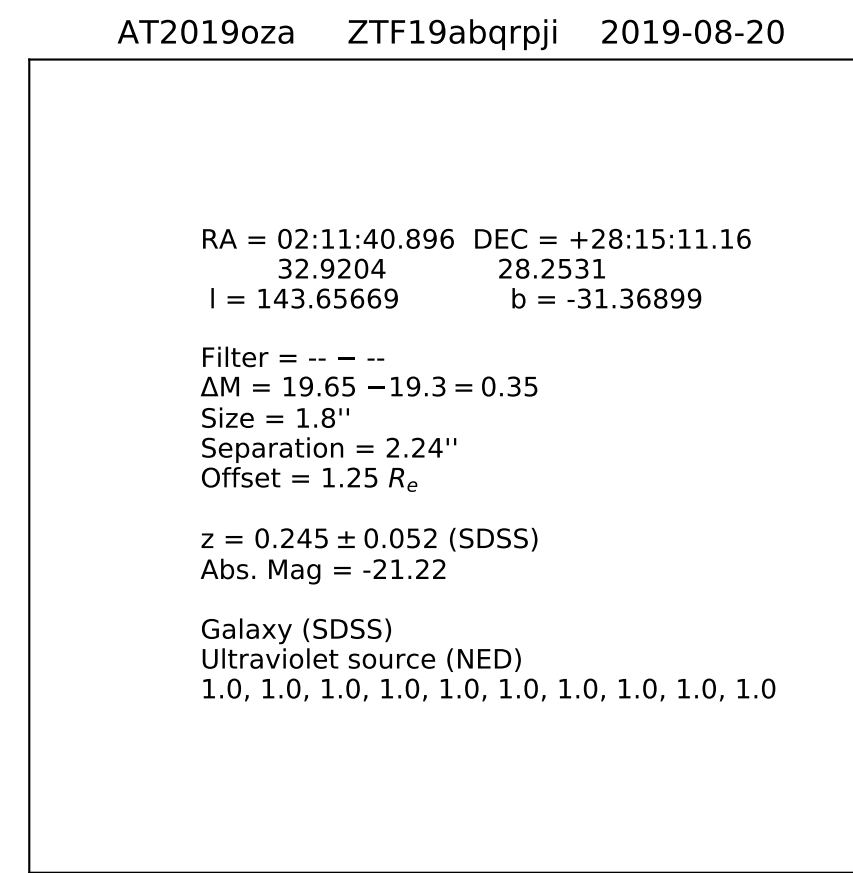 AT2019oza ZTF19abqrpji 2019-08-20
RA = 02:11:40.896 DEC = +28:15:11.16
32.9204 28.2531
l = 143.65669 b = -31.36899
Filter = -- − --
ΔM = 19.65 −19.3 = 0.35
Size = 1.8''
Separation = 2.24''
Offset = 1.25 Rₑ
z = 0.245 ± 0.052 (SDSS)
Abs. Mag = -21.22
Galaxy (SDSS)
Ultraviolet source (NED)
1.0, 1.0, 1.0, 1.0, 1.0, 1.0, 1.0, 1.0, 1.0, 1.0